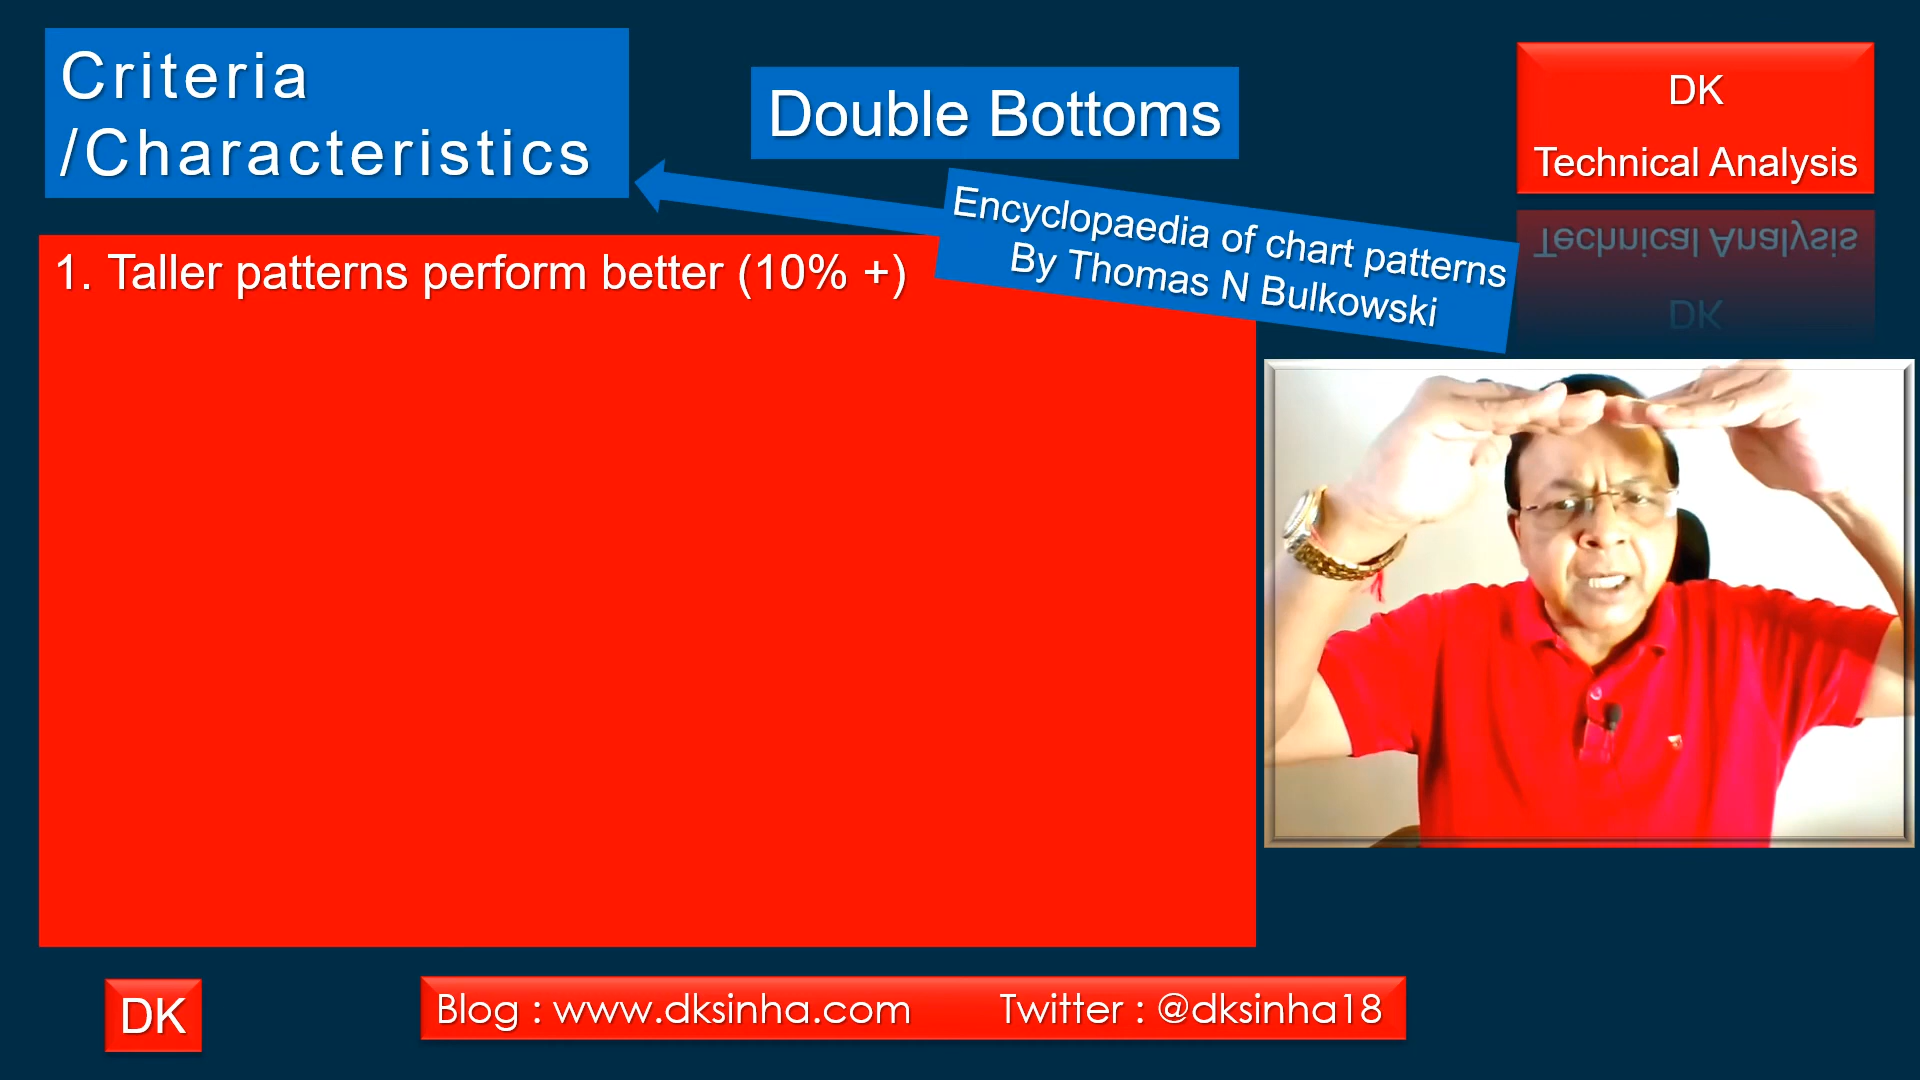 Criteria
/Characteristics
Double Bottoms
DK
Technical Analysis
Encyclopaedia of chart patterns
By Thomas N Bulkowski
1. Taller patterns perform better (10% +)
DK
Blog : www.dksinha.com Twitter : @dksinha18